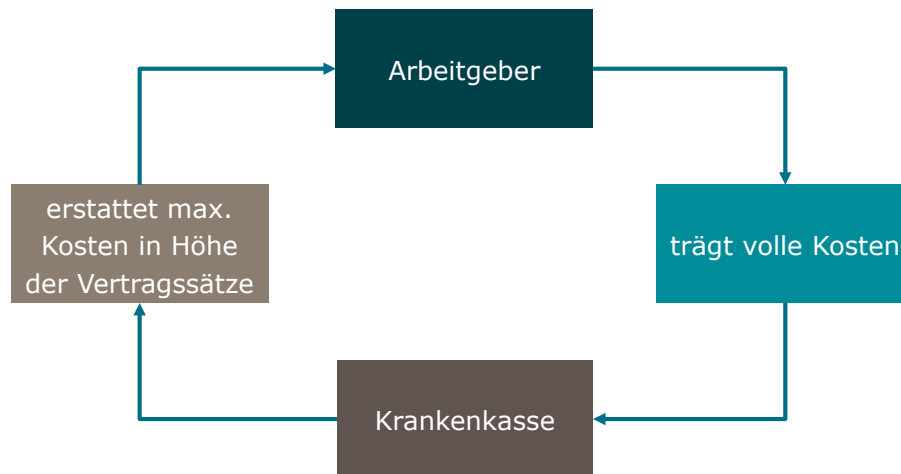 Arbeitgeber
erstattet max.
Kosten in Höhe
der Vertragssätze
trägt volle Kosten
Krankenkasse